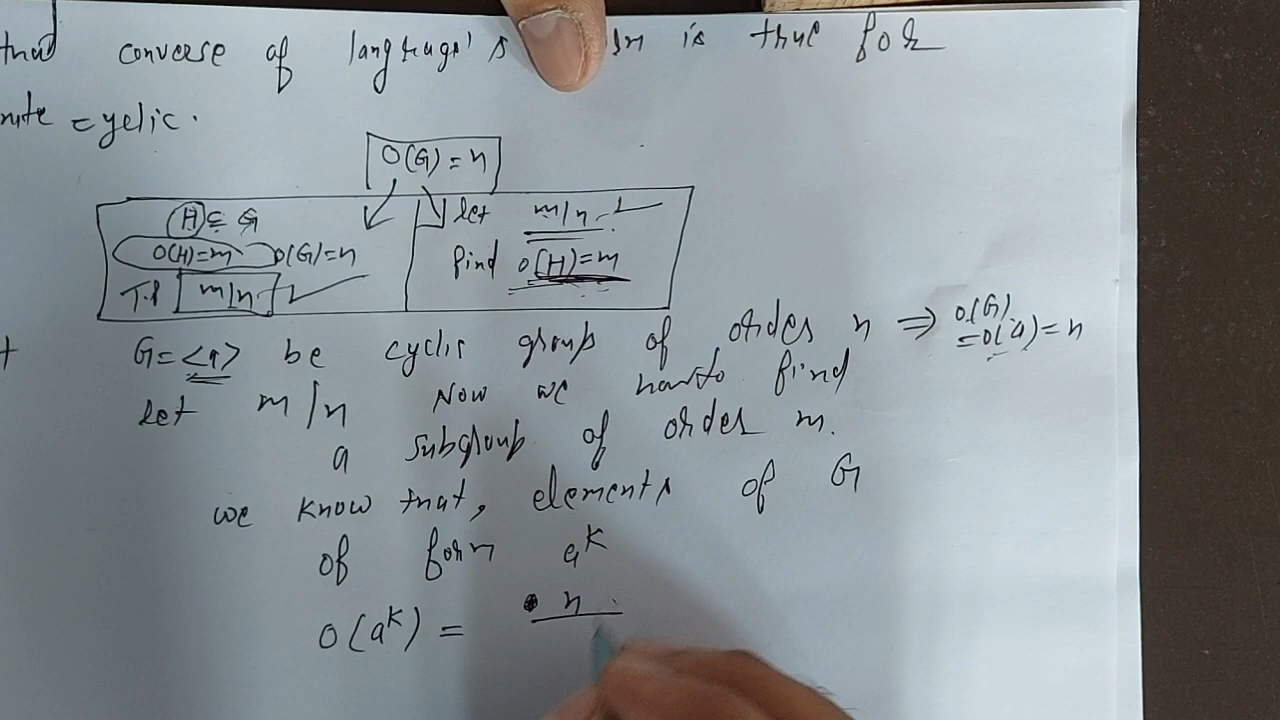 that converse of langrage's is true for
nite cyclic.
O(G) = n
H ⊆ G
O(H)=m O(G)=n
T.P m/n
let m/n
find O(H)=m
G=<a> be cyclic group of order n ⇒ O(G)
=O(a)=n
let m/n Now we have to find
a subgroup of order m.
we know that, elements of G
of form a^k
O(a^k) = n